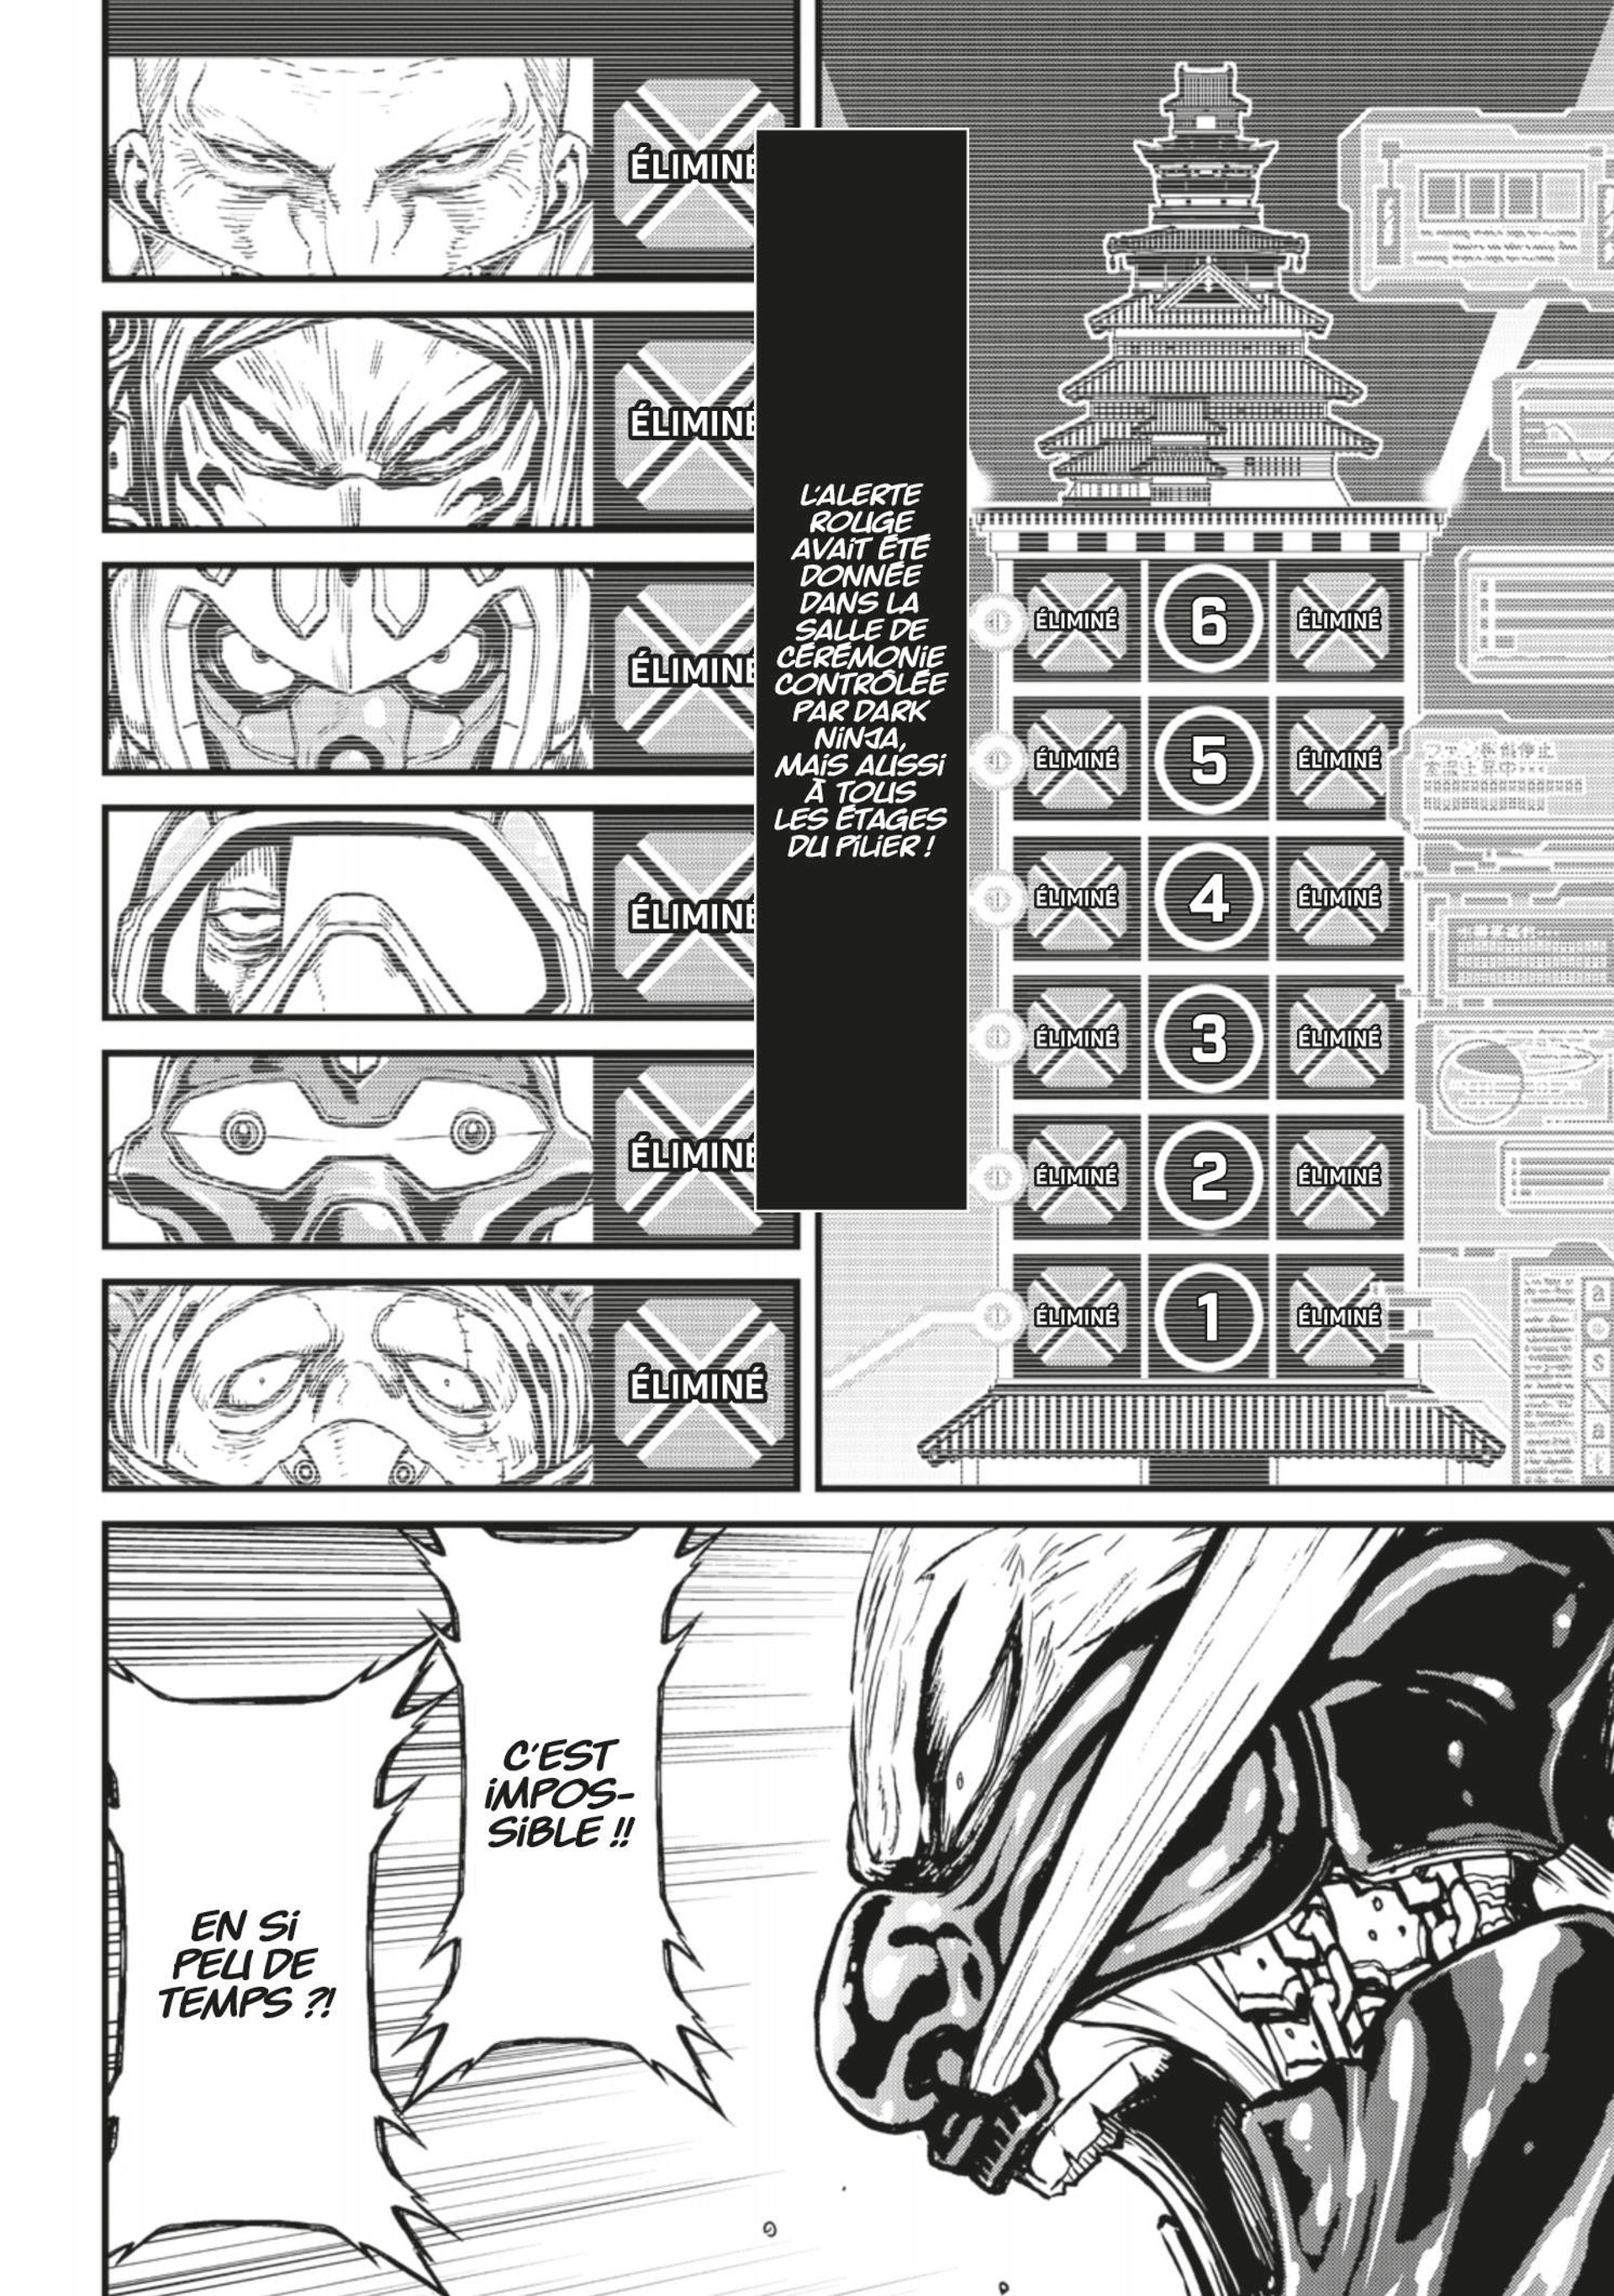 ÉLIMINÉ 6 ÉLIMINÉ
ÉLIMINÉ 5 ÉLIMINÉ
ÉLIMINÉ 4 ÉLIMINÉ
ÉLIMINÉ 3 ÉLIMINÉ
ÉLIMINÉ 2 ÉLIMINÉ
ÉLIMINÉ 1 ÉLIMINÉ
L'ALERTE
ROUGE
AVAIT ÉTÉ
DONNÉE
DANS LA
SALLE DE
CÉRÉMONIE
CONTRÔLÉE
PAR DARK
NINJA,
MAIS AUSSI
À TOUS
LES ÉTAGES
DU PILIER !
ÉLIMINÉ
ÉLIMINÉ
ÉLIMINÉ
ÉLIMINÉ
ÉLIMINÉ
ÉLIMINÉ
C'EST
IMPOS-
SIBLE !!
EN SI
PEU DE
TEMPS ?!